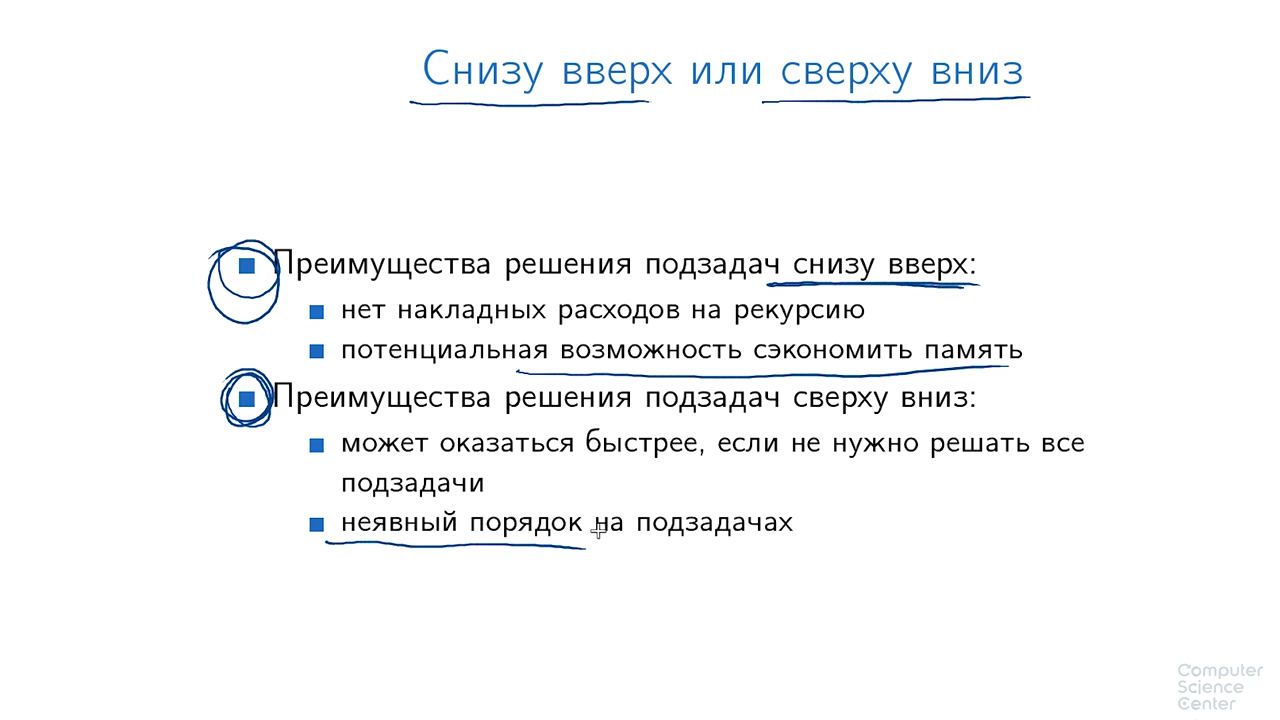 Снизу вверх или сверху вниз
Преимущества решения подзадач снизу вверх:
нет накладных расходов на рекурсию
потенциальная возможность сэкономить память
Преимущества решения подзадач сверху вниз:
может оказаться быстрее, если не нужно решать все
подзадачи
неявный порядок на подзадачах
Computer
Science
Center